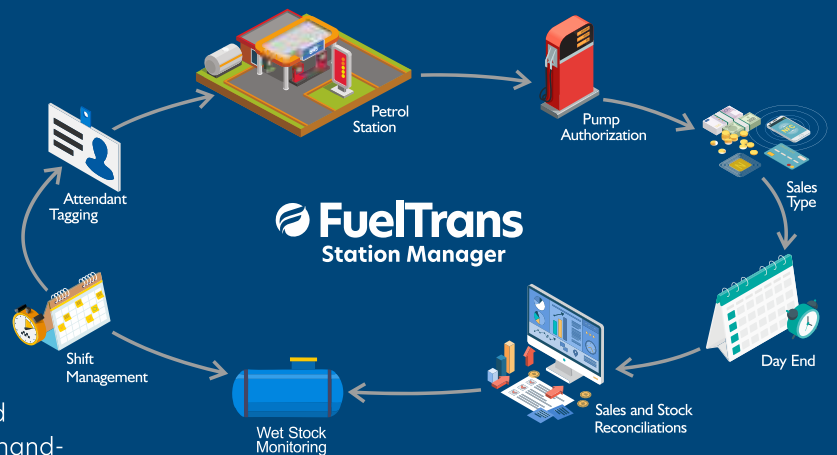 Petrol
Station
Pump
Authorization
Attendant
Tagging
Sales
Type
FuelTrans
Station Manager
Shift
Management
Day End
Sales and Stock
Reconciliations
Wet Stock
Monitoring